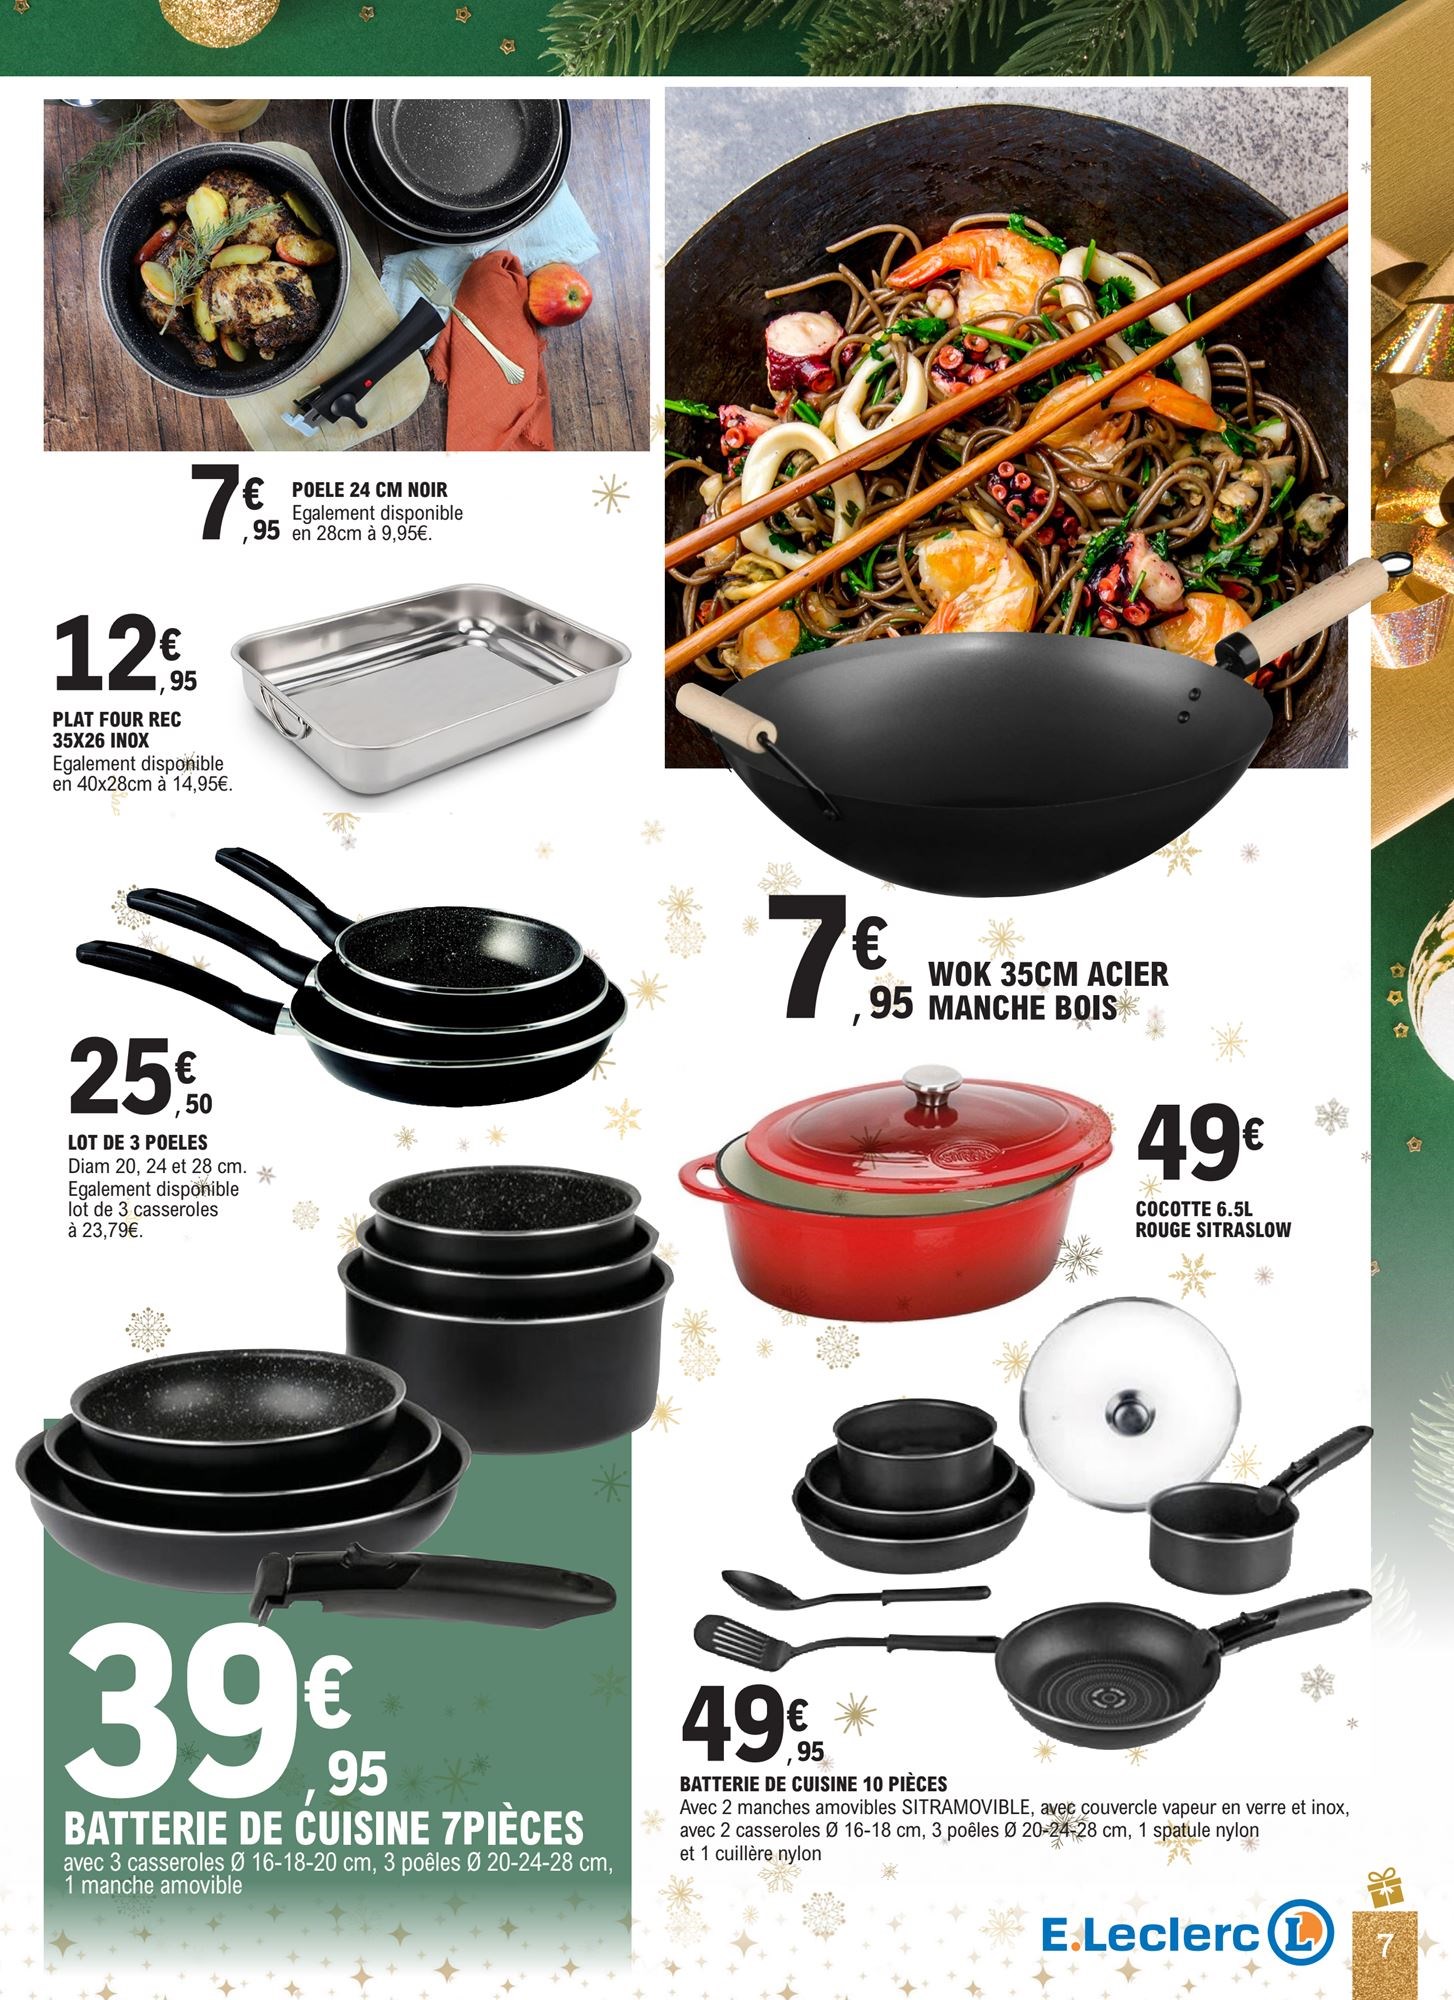 7€,95
POELE 24 CM NOIR
Egalement disponible
en 28cm à 9,95€.
12€,95
PLAT FOUR REC
35X26 INOX
Egalement disponible
en 40x28cm à 14,95€.
7€,95
WOK 35CM ACIER
MANCHE BOIS
25€,50
LOT DE 3 POELES
Diam 20, 24 et 28 cm.
Egalement disponible
lot de 3 casseroles
à 23,79€.
49€
COCOTTE 6.5L
ROUGE SITRASLOW
39€,95
BATTERIE DE CUISINE 7PIÈCES
avec 3 casseroles Ø 16-18-20 cm, 3 poêles Ø 20-24-28 cm,
1 manche amovible
49€,95
BATTERIE DE CUISINE 10 PIÈCES
Avec 2 manches amovibles SITRAMOVIBLE, avec couvercle vapeur en verre et inox,
avec 2 casseroles Ø 16-18 cm, 3 poêles Ø 20-24-28 cm, 1 spatule nylon
et 1 cuillère nylon
E.Leclerc L
7